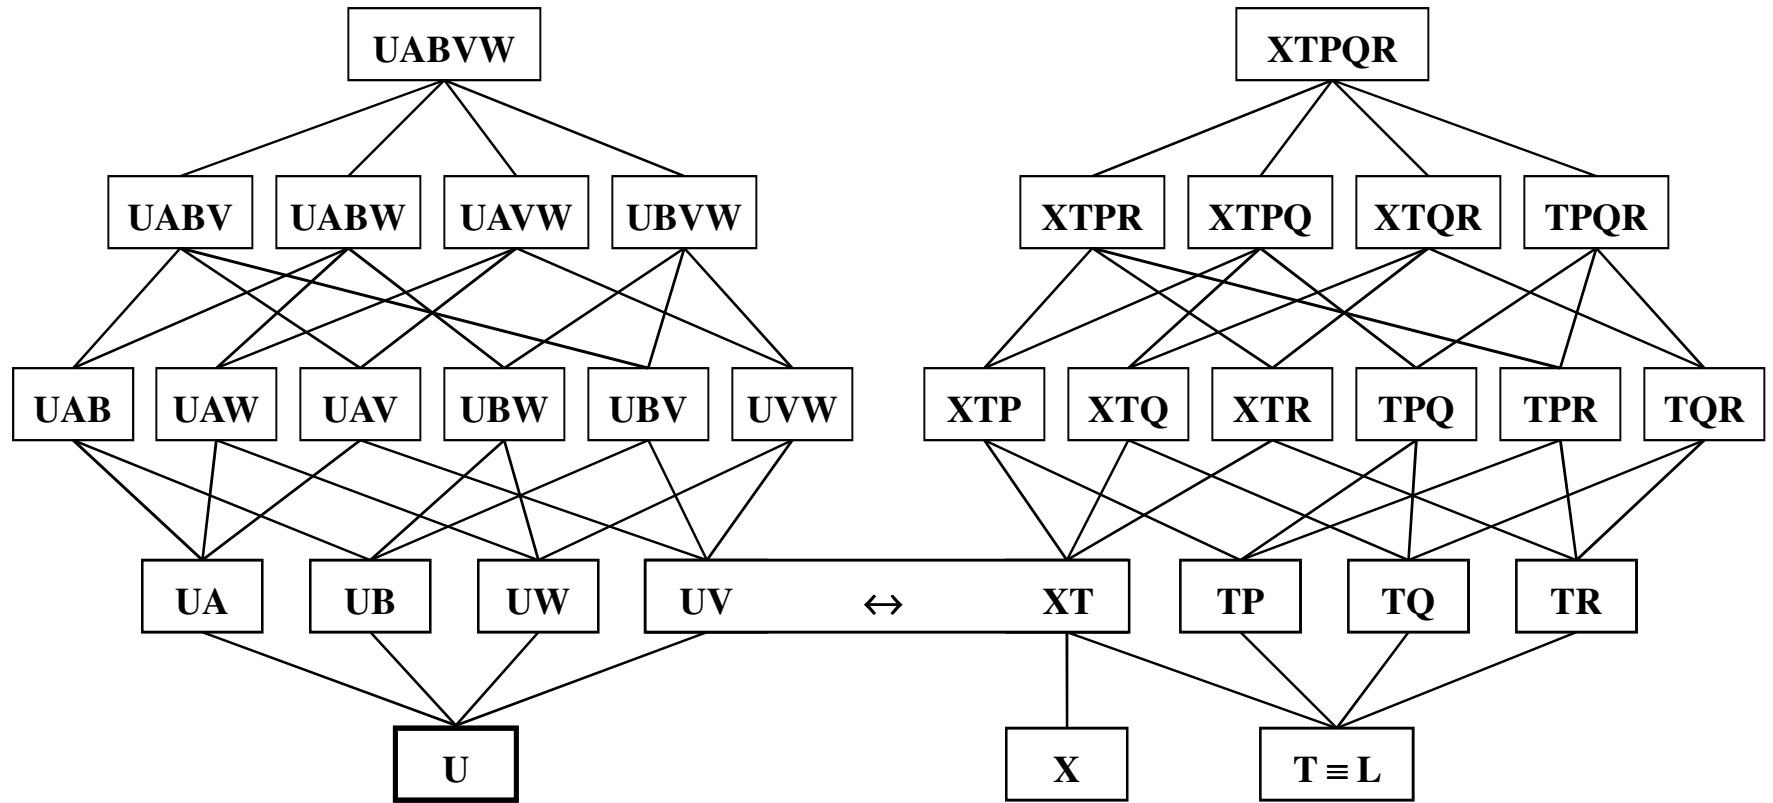 UABVW XTPQR
UABV UABW UAVW UBVW XTPR XTPQ XTQR TPQR
UAB UAW UAV UBW UBV UVW XTP XTQ XTR TPQ TPR TQR
UA UB UW UV ↔ XT TP TQ TR
U X T ≡ L